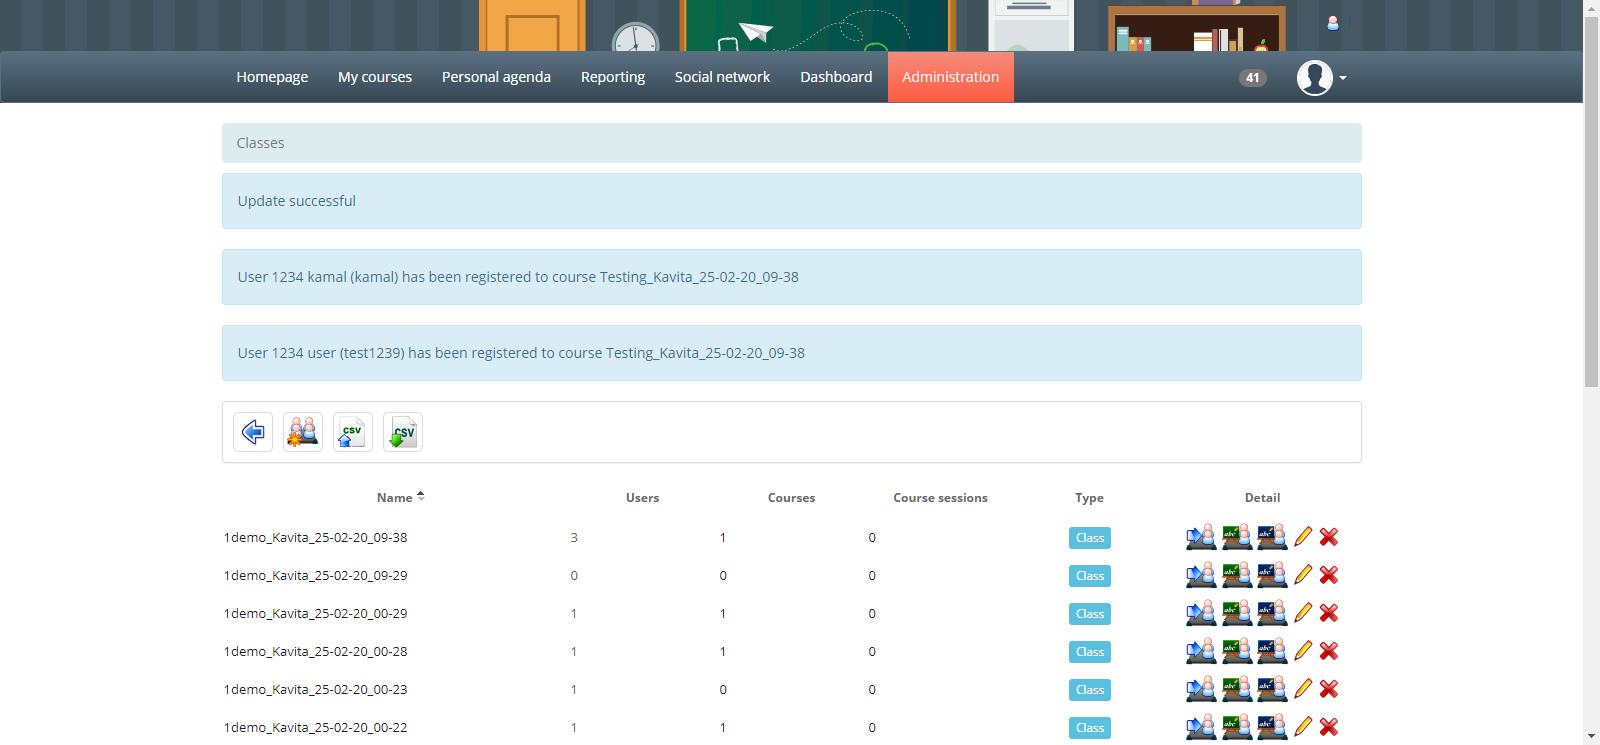 Homepage My courses Personal agenda Reporting Social network Dashboard Administration 41
Classes
Update successful
User 1234 kamal (kamal) has been registered to course Testing_Kavita_25-02-20_09-38
User 1234 user (test1239) has been registered to course Testing_Kavita_25-02-20_09-38
CSV CSV
Name Users Courses Course sessions Type Detail
1demo_Kavita_25-02-20_09-38 3 1 0 Class abc abc
1demo_Kavita_25-02-20_09-29 0 0 0 Class abc abc
1demo_Kavita_25-02-20_00-29 1 1 0 Class abc abc
1demo_Kavita_25-02-20_00-28 1 1 0 Class abc abc
1demo_Kavita_25-02-20_00-23 1 0 0 Class abc abc
1demo_Kavita_25-02-20_00-22 1 1 0 Class abc abc